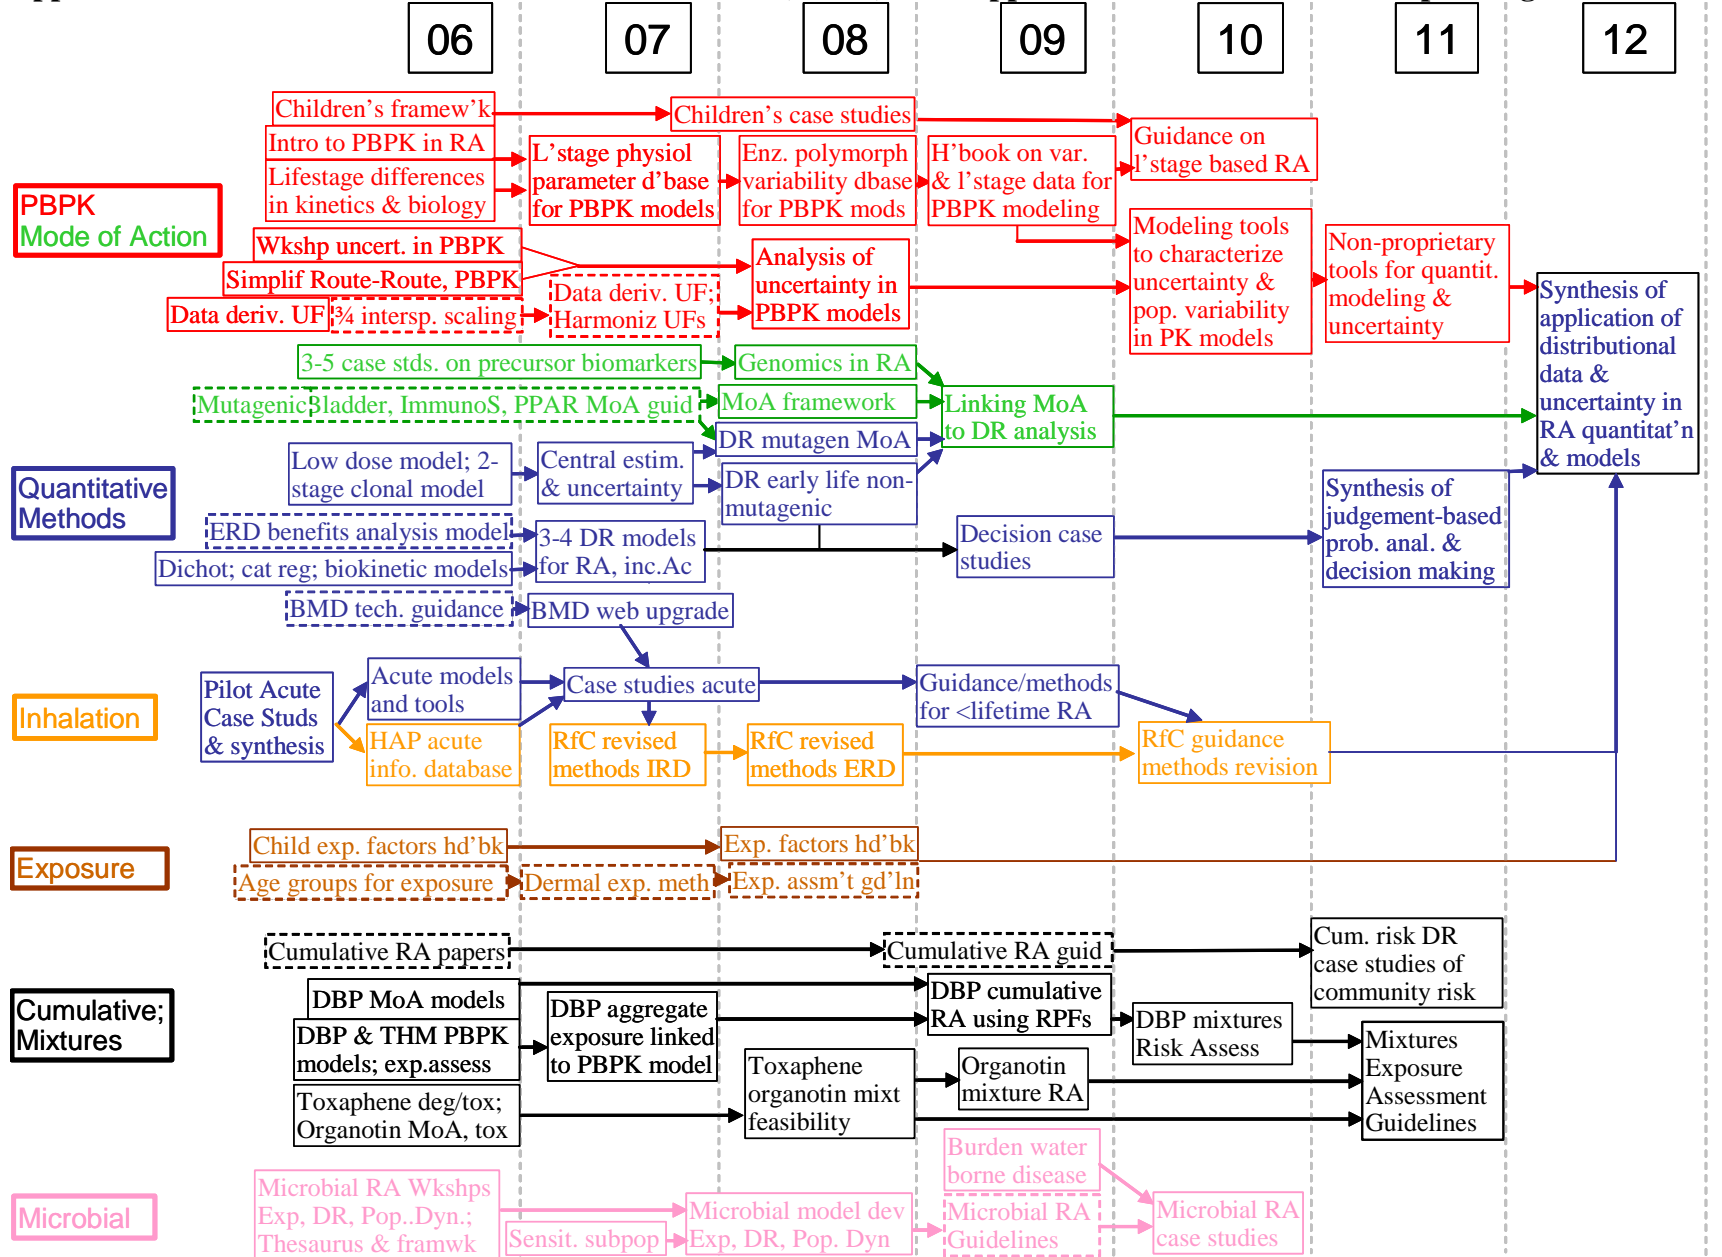 06 07 08 09 10 11 12
Children's framew'k
Children's case studies
Intro to PBPK in RA
Lifestage differences
in kinetics & biology
L'stage physiol
parameter d'base
for PBPK models
Enz. polymorph
variability dbase
for PBPK mods
H'book on var.
& l'stage data for
PBPK modeling
Guidance on
l'stage based RA
PBPK
Mode of Action
Wkshp uncert. in PBPK
Simplif Route-Route, PBPK
Data deriv. UF
¾ intersp. scaling
Data deriv. UF;
Harmoniz UFs
Analysis of
uncertainty in
PBPK models
Modeling tools
to characterize
uncertainty &
pop. variability
in PK models
Non-proprietary
tools for quantit.
modeling &
uncertainty
Synthesis of
application of
distributional
data &
uncertainty in
RA quantitat'n
& models
3-5 case stds. on precursor biomarkers
Genomics in RA
Mutagenic
Bladder, ImmunoS, PPAR MoA guid
MoA framework
Linking MoA
to DR analysis
DR mutagen MoA
Quantitative
Methods
Low dose model; 2-
stage clonal model
Central estim.
& uncertainty
DR early life non-
mutagenic
Synthesis of
judgement-based
prob. anal. &
decision making
ERD benefits analysis model
Dichot; cat reg; biokinetic models
3-4 DR models
for RA, inc.Ac
Decision case
studies
BMD tech. guidance
BMD web upgrade
Inhalation
Pilot Acute
Case Studs
& synthesis
Acute models
and tools
HAP acute
info. database
Case studies acute
Guidance/methods
for <lifetime RA
RfC revised
methods IRD
RfC revised
methods ERD
RfC guidance
methods revision
Exposure
Child exp. factors hd'bk
Exp. factors hd'bk
Age groups for exposure
Dermal exp. meth
Exp. assm't gd'ln
Cumulative RA papers
Cumulative RA guid
Cum. risk DR
case studies of
community risk
Cumulative;
Mixtures
DBP MoA models
DBP & THM PBPK
models; exp.assess
DBP aggregate
exposure linked
to PBPK model
DBP cumulative
RA using RPFs
DBP mixtures
Risk Assess
Mixtures
Exposure
Assessment
Guidelines
Toxaphene deg/tox;
Organotin MoA, tox
Toxaphene
organotin mixt
feasibility
Organotin
mixture RA
Microbial
Microbial RA Wkshps
Exp, DR, Pop..Dyn.;
Thesaurus & framwk
Sensit. subpop
Microbial model dev
Exp, DR, Pop. Dyn
Burden water
borne disease
Microbial RA
Guidelines
Microbial RA
case studies